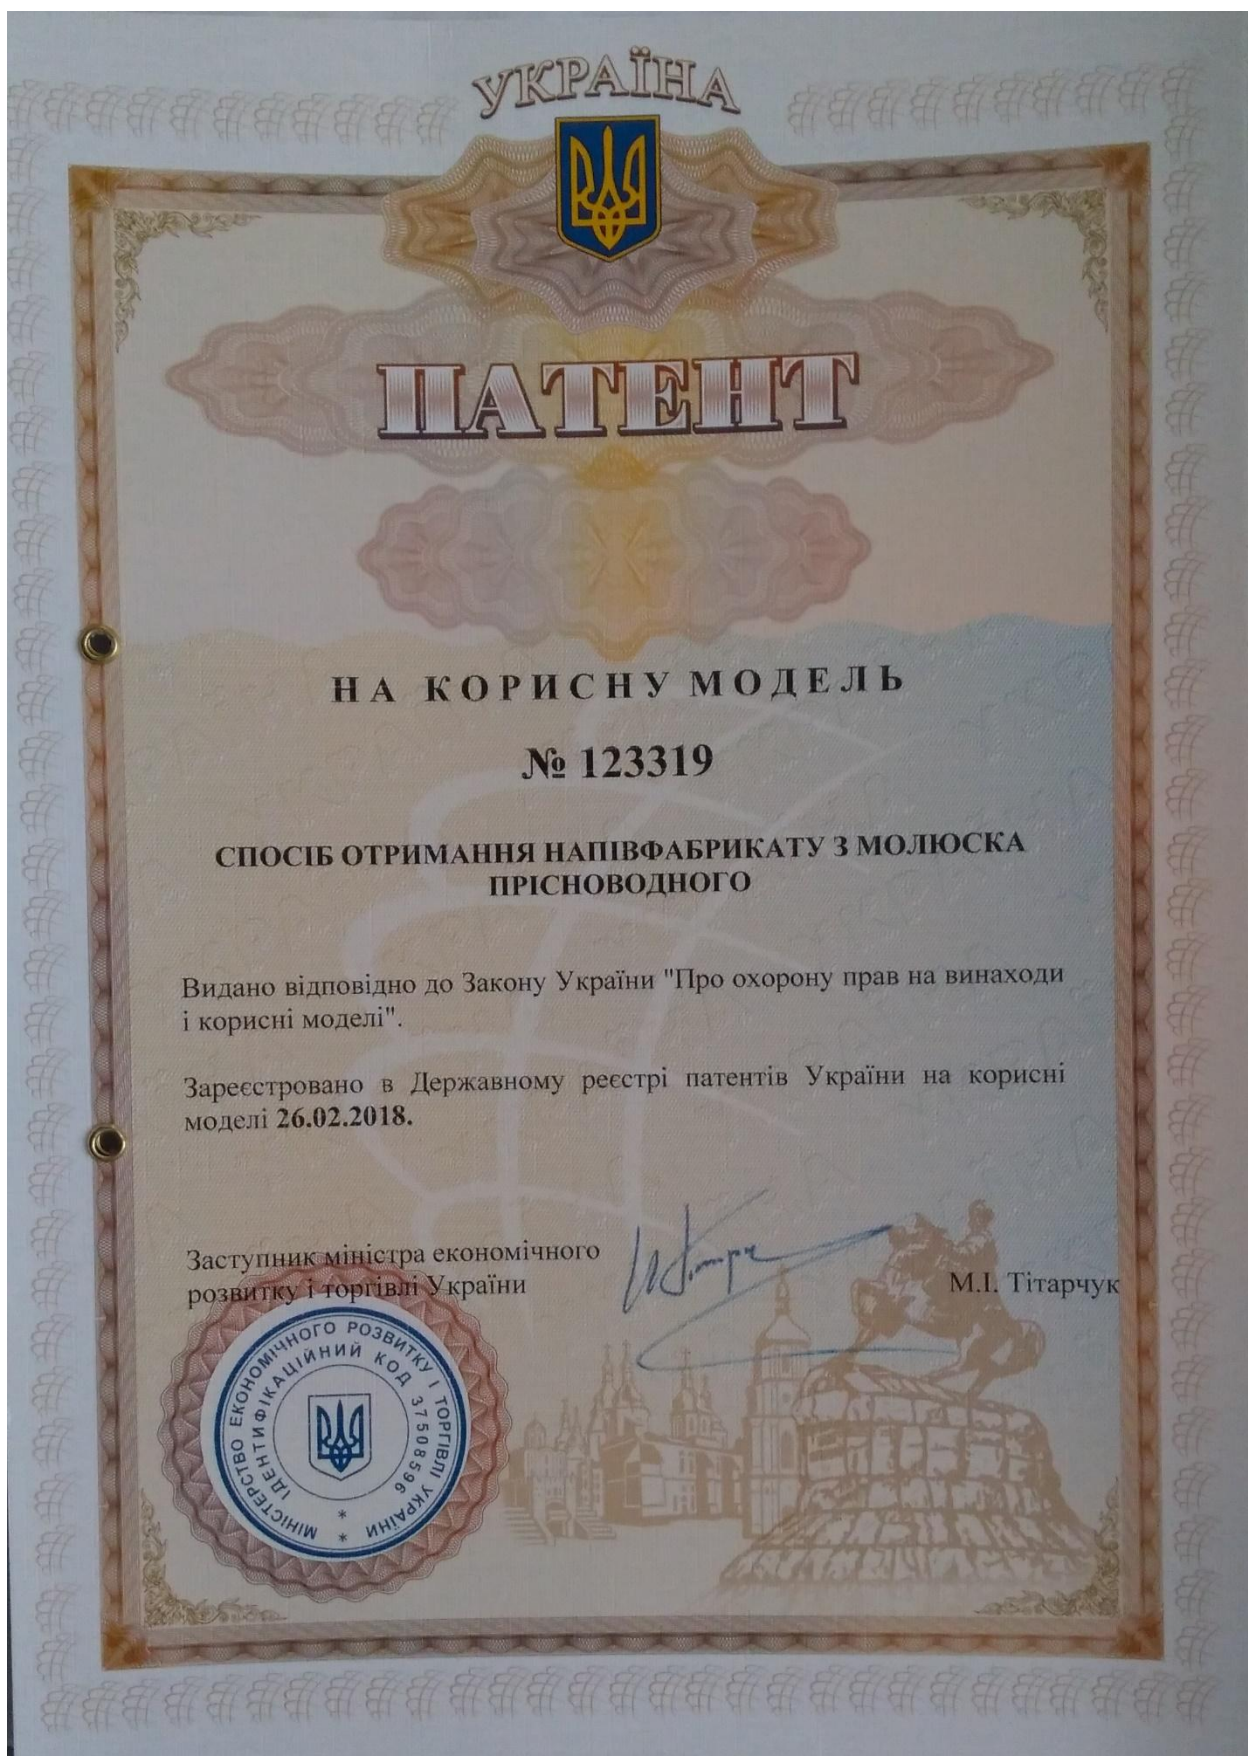 УКРАЇНА
ПАТЕНТ
НА КОРИСНУ МОДЕЛЬ
№ 123319
СПОСІБ ОТРИМАННЯ НАПІВФАБРИКАТУ З МОЛЮСКА
ПРІСНОВОДНОГО
Видано відповідно до Закону України "Про охорону прав на винаходи
і корисні моделі".
Зареєстровано в Державному реєстрі патентів України на корисні
моделі 26.02.2018.
Заступник міністра економічного
розвитку і торгівлі України
М.І. Тітарчук
МІНІСТЕРСТВО ЕКОНОМІЧНОГО РОЗВИТКУ І ТОРГІВЛІ УКРАЇНИ *
ІДЕНТИФІКАЦІЙНИЙ КОД 37508596 *